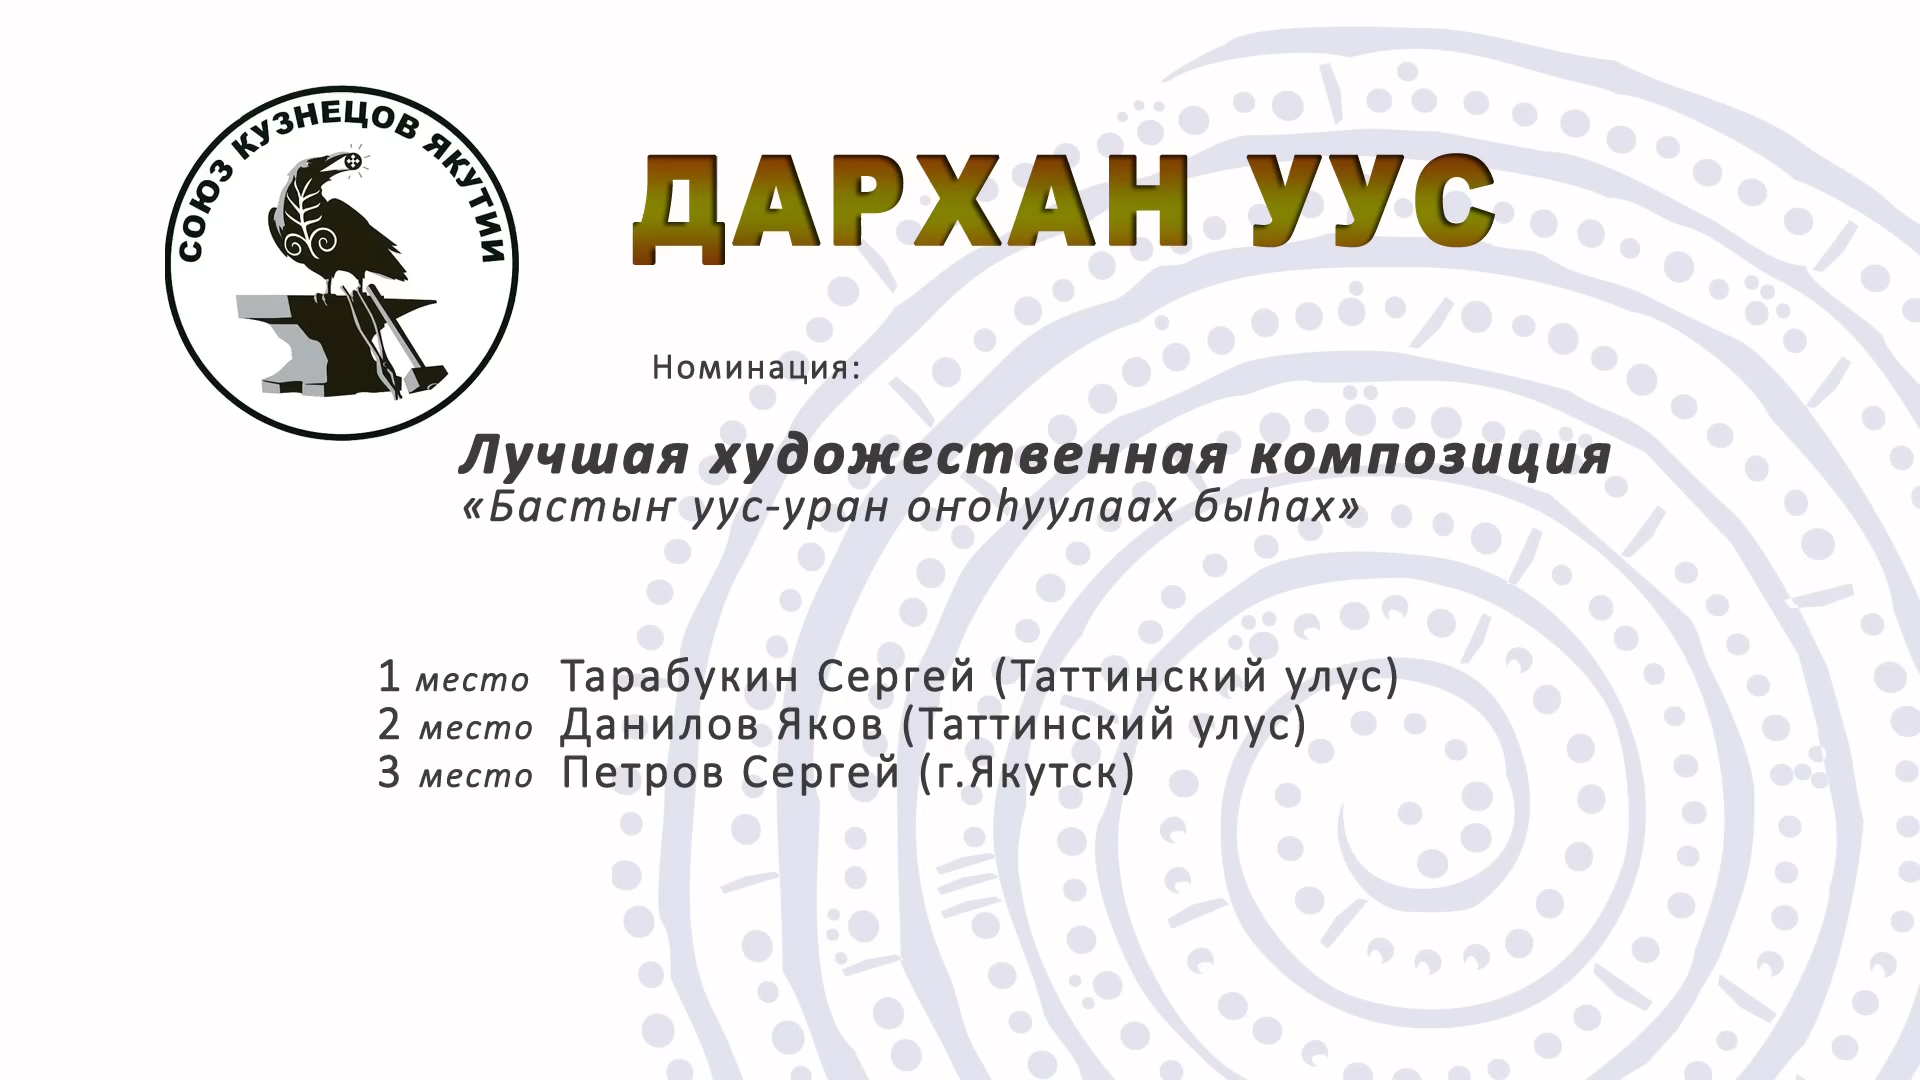 СОЮЗ КУЗНЕЦОВ ЯКУТИИ
ДАРХАН УУС
Номинация:
Лучшая художественная композиция
«Бастыҥ уус-уран оҥоһуулаах быһах»
1 место Тарабукин Сергей (Таттинский улус)
2 место Данилов Яков (Таттинский улус)
3 место Петров Сергей (г.Якутск)